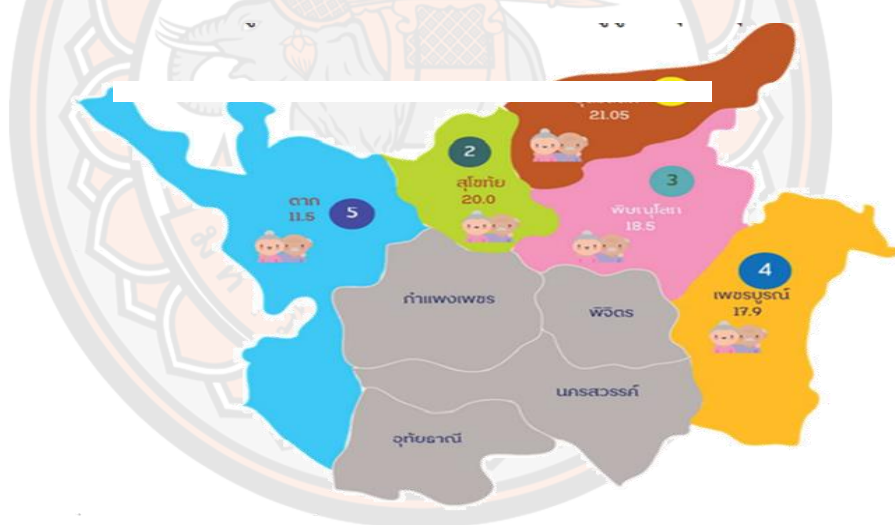 21.05
2
สุโขทัย
20.0
3
พิษณุโลก
18.5
ตาก
11.5
5
4
เพชรบูรณ์
17.9
กำแพงเพชร
พิจิตร
นครสวรรค์
อุทัยธานี